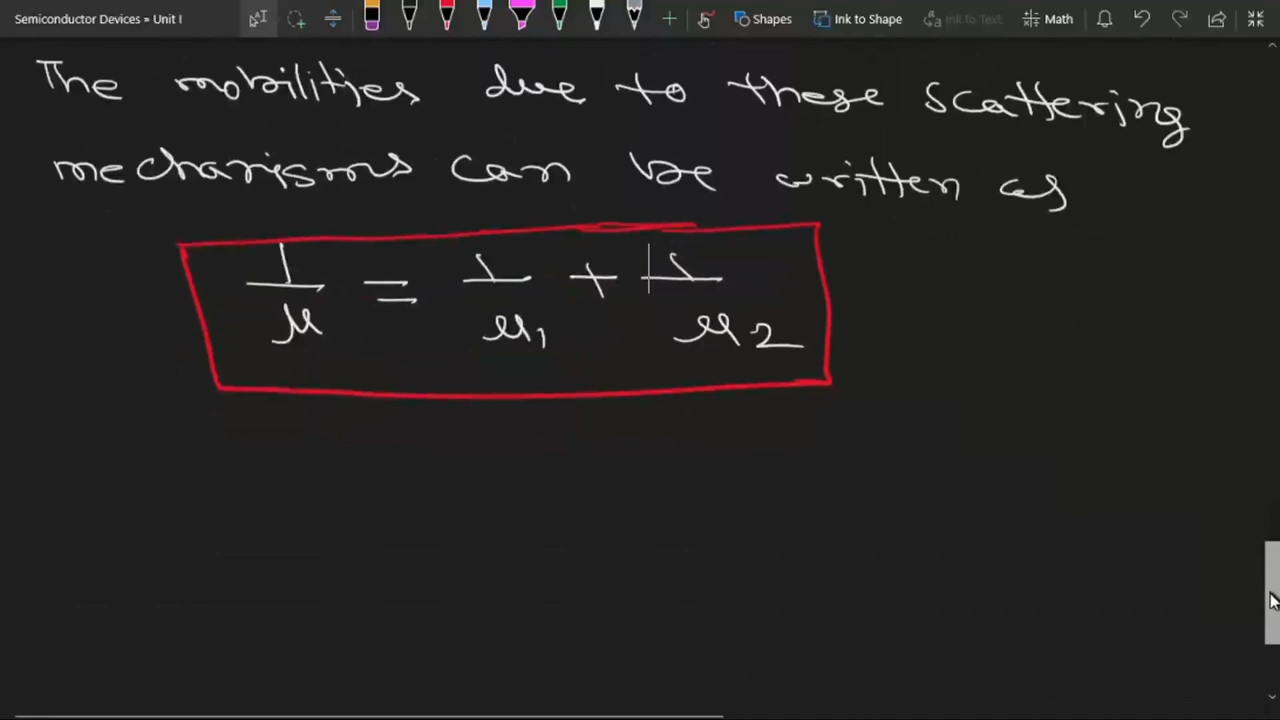 Semiconductor Devices » Unit I
Shapes
Ink to Shape
Ink to Text
Math
The mobilities due to these scattering
mechanisms can be written as
1/μ = 1/μ1 + 1/μ2